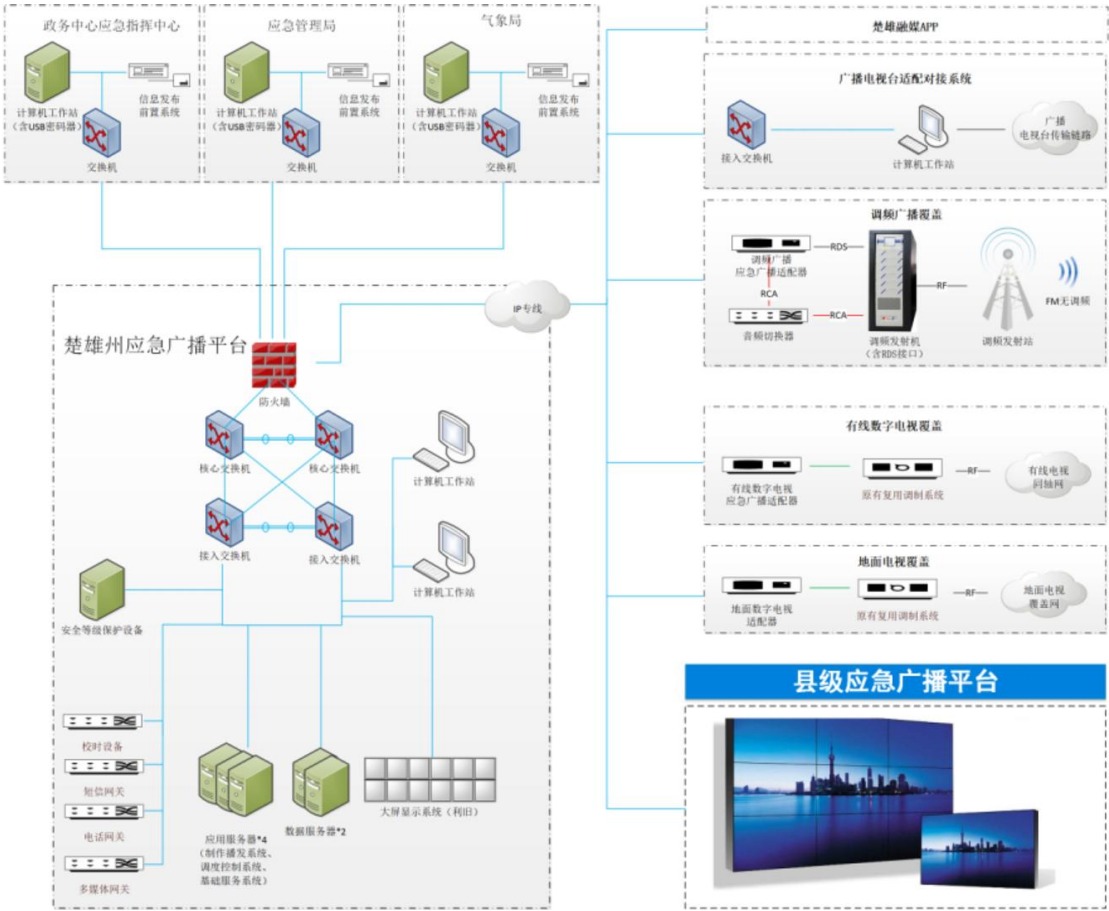 政务中心应急指挥中心
计算机工作站
(含USB密码器)
信息发布
前置系统
交换机
应急管理局
计算机工作站
(含USB密码器)
信息发布
前置系统
交换机
气象局
计算机工作站
(含USB密码器)
信息发布
前置系统
交换机
楚雄州应急广播平台
IP专线
防火墙
核心交换机
核心交换机
接入交换机
接入交换机
计算机工作站
计算机工作站
安全等级保护设备
校时设备
短信网关
电话网关
多媒体网关
应用服务器*4
(制作播发系统、
调度控制系统、
基础服务系统)
数据服务器*2
大屏显示系统(利旧)
楚雄融媒APP
广播电视台适配对接系统
接入交换机
计算机工作站
广播
电视台传输链路
调频广播覆盖
调频广播
应急广播适配器
RDS
RCA
音频切换器
RCA
调频发射机
(含RDS接口)
RF
调频发射站
FM无调频
有线数字电视覆盖
有线数字电视
应急广播适配器
原有复用调制系统
RF
有线电视
同轴网
地面电视覆盖
地面数字电视
适配器
原有复用调制系统
RF
地面电视
覆盖网
县级应急广播平台